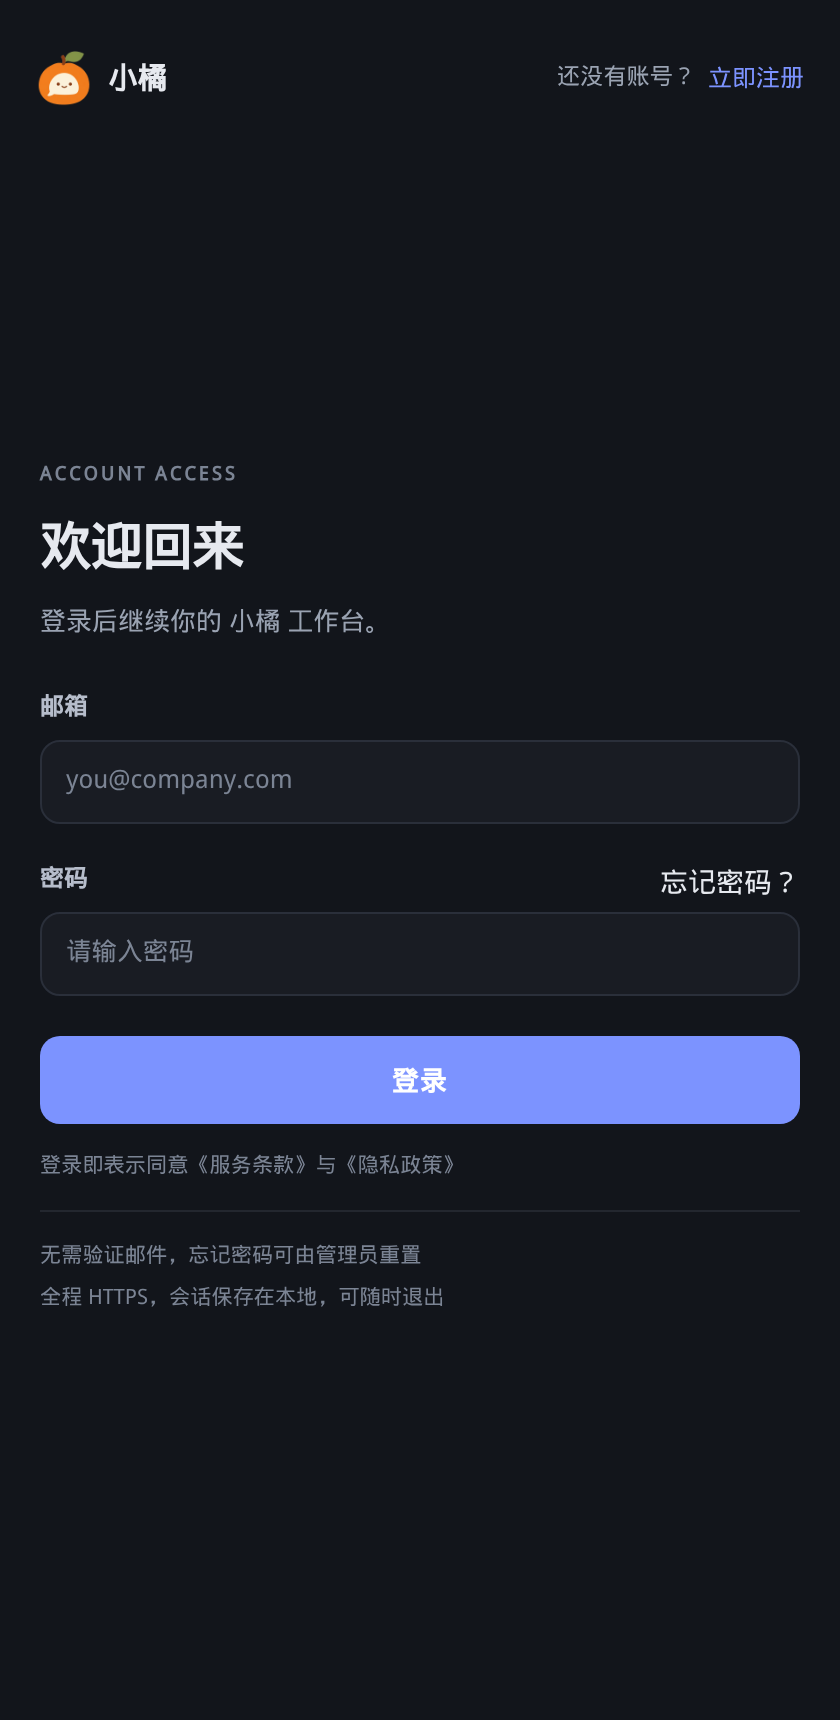 小橘
还没有账号？ 立即注册
ACCOUNT ACCESS
欢迎回来
登录后继续你的 小橘 工作台。
邮箱
you@company.com
密码
忘记密码？
请输入密码
登录
登录即表示同意《服务条款》与《隐私政策》
无需验证邮件，忘记密码可由管理员重置
全程 HTTPS，会话保存在本地，可随时退出